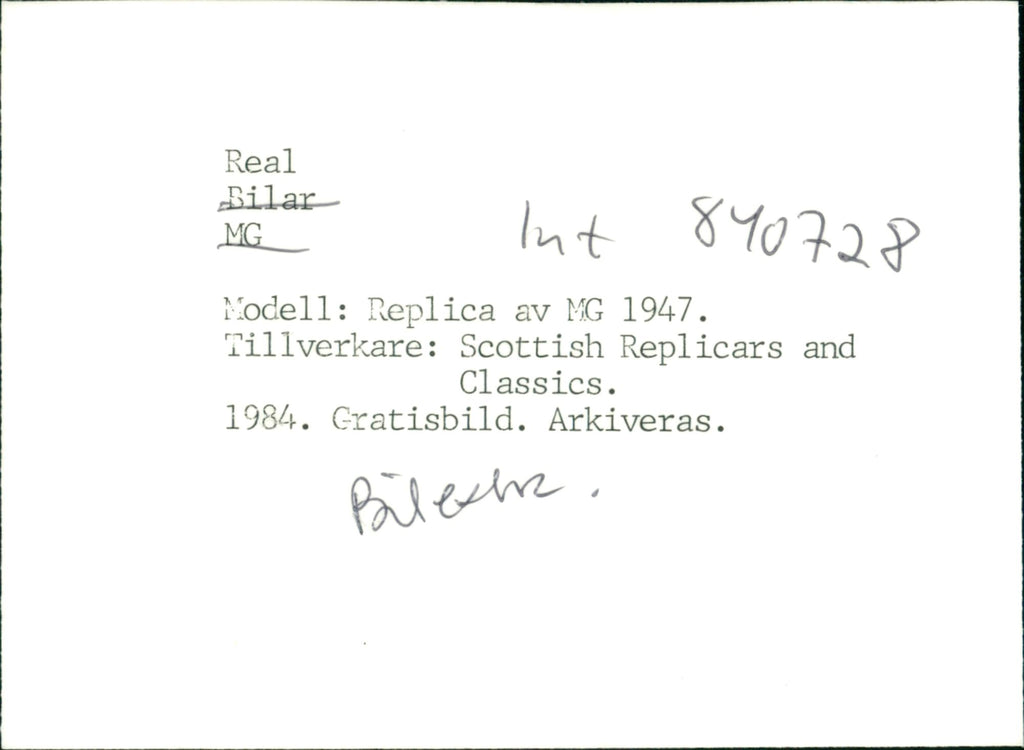 Real
Bilar
MG
Int 840728
Modell: Replica av MG 1947.
Tillverkare: Scottish Replicars and
Classics.
1984. Gratisbild. Arkiveras.